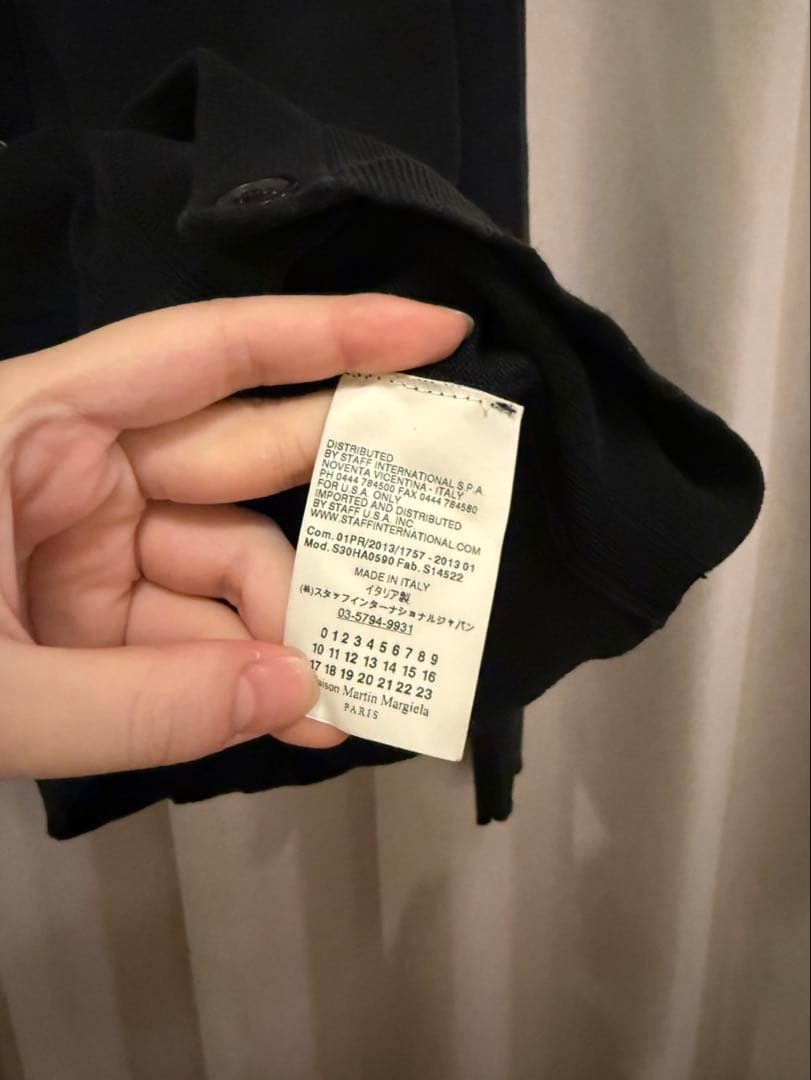 DISTRIBUTED
BY STAFF INTERNATIONAL S.P.A.
NOVENTA VICENTINA - ITALY
PH 0444 784500 FAX 0444 784580
FOR U.S.A. ONLY
IMPORTED AND DISTRIBUTED
BY STAFF U.S.A. INC.
WWW.STAFFINTERNATIONAL.COM
Com. 01PR/2013/1757 - 2013 01
Mod. S30HA0590 Fab. S14522
MADE IN ITALY
イタリア製
(株)スタッフインターナショナルジャパン
03-5794-9931
0 1 2 3 4 5 6 7 8 9
10 11 12 13 14 15 16
17 18 19 20 21 22 23
Martin Margiela
PARIS